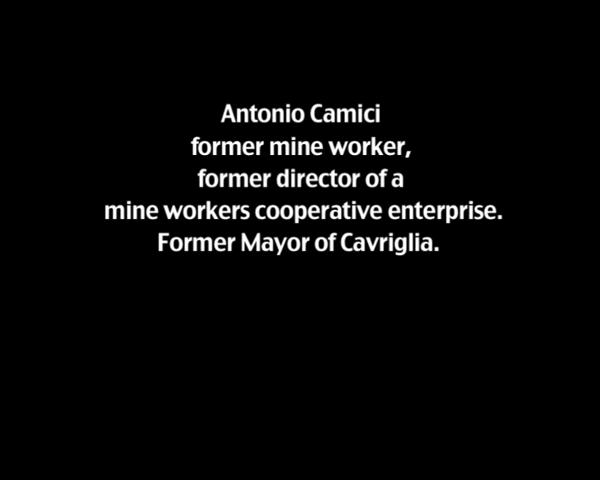 Antonio Camici
former mine worker,
former director of a
mine workers cooperative enterprise.
Former Mayor of Cavriglia.